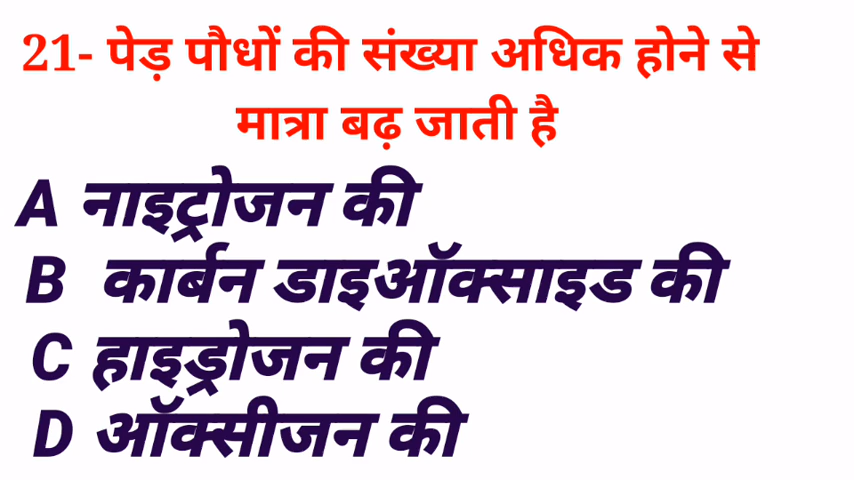 21- पेड़ पौधों की संख्या अधिक होने से
मात्रा बढ़ जाती है
A नाइट्रोजन की
B कार्बन डाइऑक्साइड की
C हाइड्रोजन की
D ऑक्सीजन की